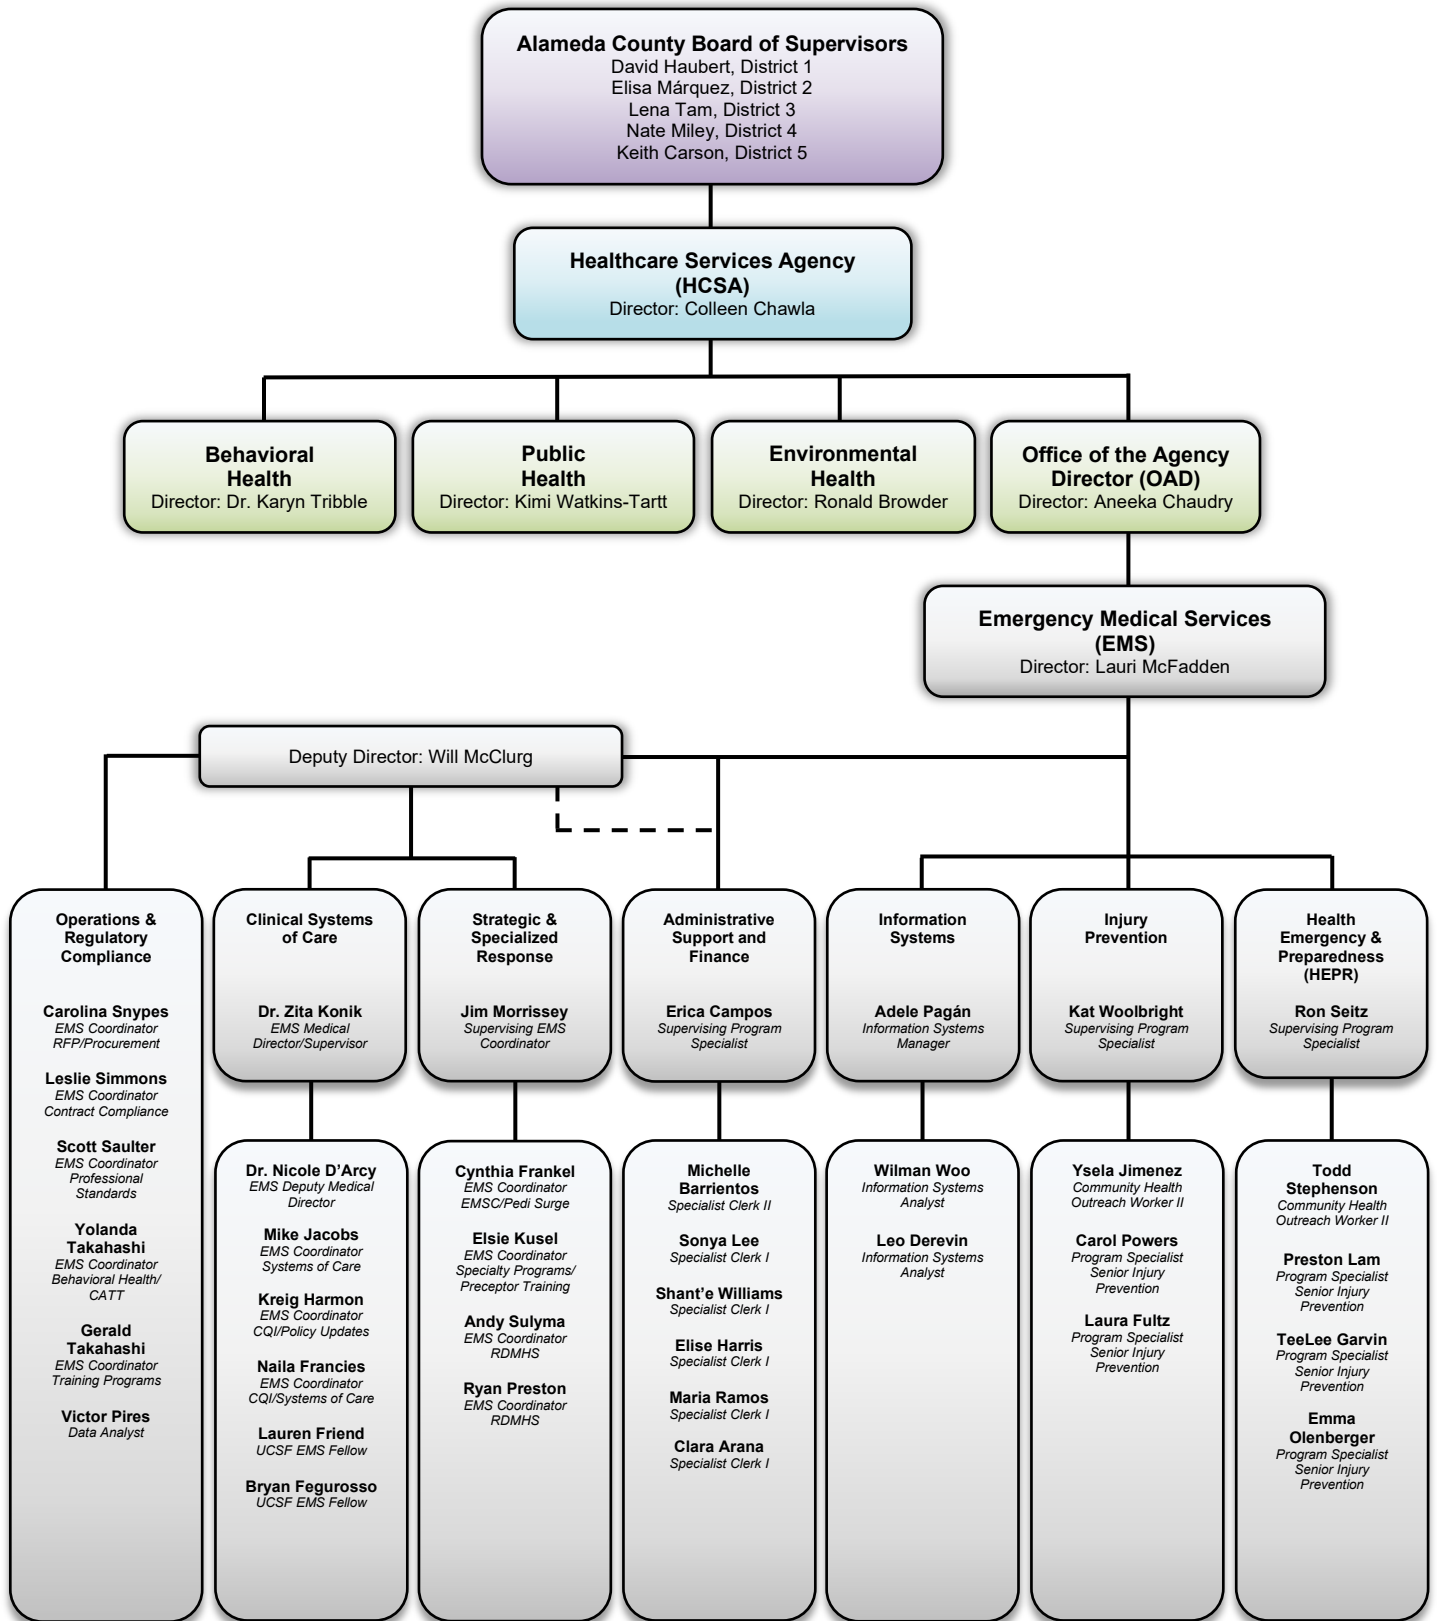 Alameda County Board of Supervisors
David Haubert, District 1
Elisa Márquez, District 2
Lena Tam, District 3
Nate Miley, District 4
Keith Carson, District 5
Healthcare Services Agency
(HCSA)
Director: Colleen Chawla
Behavioral
Health
Director: Dr. Karyn Tribble
Public
Health
Director: Kimi Watkins-Tartt
Environmental
Health
Director: Ronald Browder
Office of the Agency
Director (OAD)
Director: Aneeka Chaudry
Emergency Medical Services
(EMS)
Director: Lauri McFadden
Deputy Director: Will McClurg
Operations &
Regulatory
Compliance
Carolina Snypes
EMS Coordinator
RFP/Procurement
Leslie Simmons
EMS Coordinator
Contract Compliance
Scott Saulter
EMS Coordinator
Professional
Standards
Yolanda
Takahashi
EMS Coordinator
Behavioral Health/
CATT
Gerald
Takahashi
EMS Coordinator
Training Programs
Victor Pires
Data Analyst
Clinical Systems
of Care
Dr. Zita Konik
EMS Medical
Director/Supervisor
Dr. Nicole D’Arcy
EMS Deputy Medical
Director
Mike Jacobs
EMS Coordinator
Systems of Care
Kreig Harmon
EMS Coordinator
CQI/Policy Updates
Naila Francies
EMS Coordinator
CQI/Systems of Care
Lauren Friend
UCSF EMS Fellow
Bryan Fegurosso
UCSF EMS Fellow
Strategic &
Specialized
Response
Jim Morrissey
Supervising EMS
Coordinator
Cynthia Frankel
EMS Coordinator
EMSC/Pedi Surge
Elsie Kusel
EMS Coordinator
Specialty Programs/
Preceptor Training
Andy Sulyma
EMS Coordinator
RDMHS
Ryan Preston
EMS Coordinator
RDMHS
Administrative
Support and
Finance
Erica Campos
Supervising Program
Specialist
Michelle
Barrientos
Specialist Clerk II
Sonya Lee
Specialist Clerk I
Shant’e Williams
Specialist Clerk I
Elise Harris
Specialist Clerk I
Maria Ramos
Specialist Clerk I
Clara Arana
Specialist Clerk I
Information
Systems
Adele Pagán
Information Systems
Manager
Wilman Woo
Information Systems
Analyst
Leo Derevin
Information Systems
Analyst
Injury
Prevention
Kat Woolbright
Supervising Program
Specialist
Ysela Jimenez
Community Health
Outreach Worker II
Carol Powers
Program Specialist
Senior Injury
Prevention
Laura Fultz
Program Specialist
Senior Injury
Prevention
Health
Emergency &
Preparedness
(HEPR)
Ron Seitz
Supervising Program
Specialist
Todd
Stephenson
Community Health
Outreach Worker II
Preston Lam
Program Specialist
Senior Injury
Prevention
TeeLee Garvin
Program Specialist
Senior Injury
Prevention
Emma
Olenberger
Program Specialist
Senior Injury
Prevention